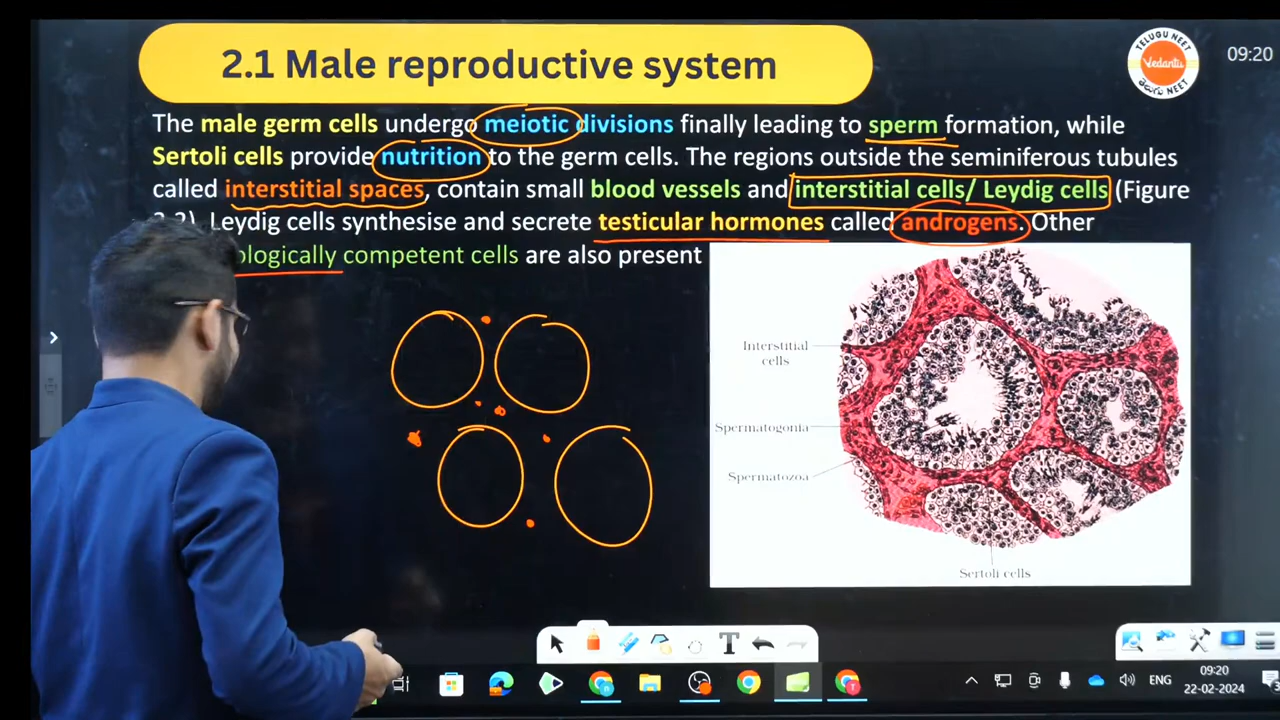 2.1 Male reproductive system
TELUGU NEET
Vedantu
తెలుగు NEET
09:20
The male germ cells undergo meiotic divisions finally leading to sperm formation, while
Sertoli cells provide nutrition to the germ cells. The regions outside the seminiferous tubules
called interstitial spaces, contain small blood vessels and interstitial cells/ Leydig cells (Figure
Leydig cells synthesise and secrete testicular hormones called androgens. Other
ologically competent cells are also present
Interstitial
cells
Spermatogonia
Spermatozoa
Sertoli cells
T
ENG
09:20
22-02-2024